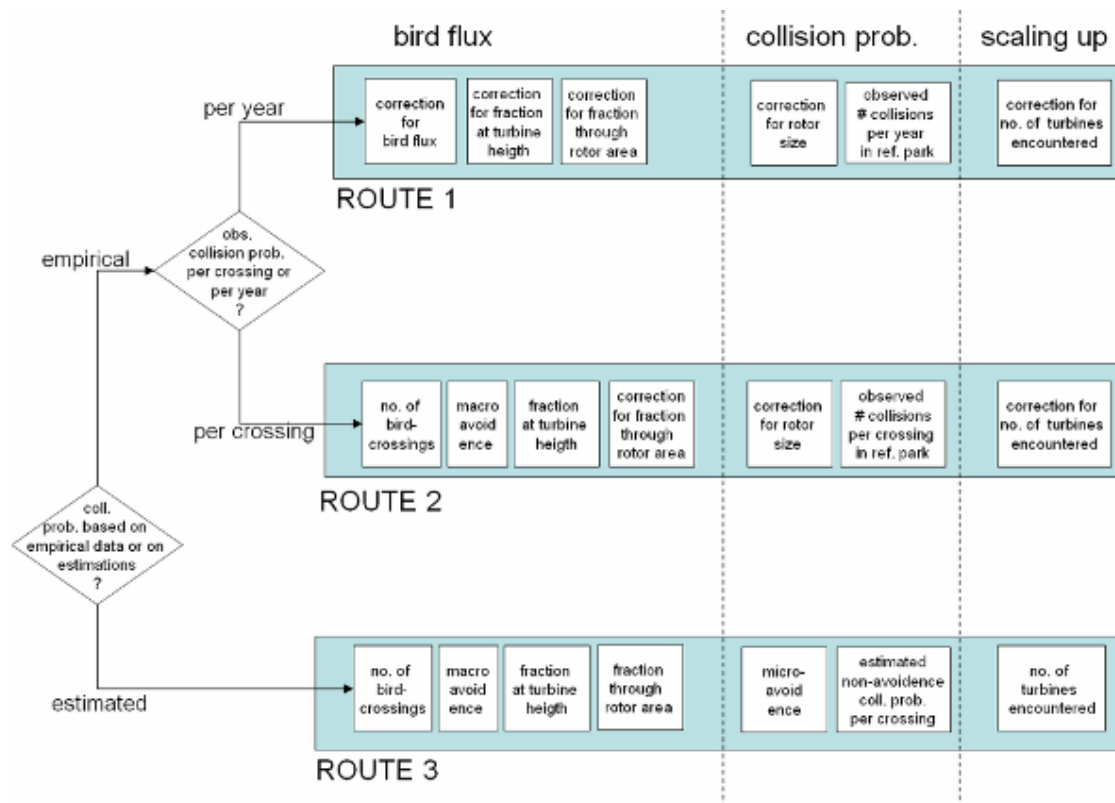 bird flux
collision prob.
scaling up
per year
correction
for
bird flux
correction
for fraction
at turbine
heigth
correction
for fraction
through
rotor area
correction
for rotor
size
observed
# collisions
per year
in ref. park
correction for
no. of turbines
encountered
ROUTE 1
empirical
obs.
collision prob.
per crossing or
per year
?
per crossing
no. of
bird-
crossings
macro
avoid
ence
fraction
at turbine
heigth
correction
for fraction
through
rotor area
correction
for rotor
size
observed
# collisions
per crossing
in ref. park
correction for
no. of turbines
encountered
ROUTE 2
coll.
prob. based on
empirical data or on
estimations
?
estimated
no. of
bird-
crossings
macro
avoid
ence
fraction
at turbine
heigth
fraction
through
rotor area
micro-
avoid
ence
estimated
non-avoidence
coll. prob.
per crossing
no. of
turbines
encountered
ROUTE 3